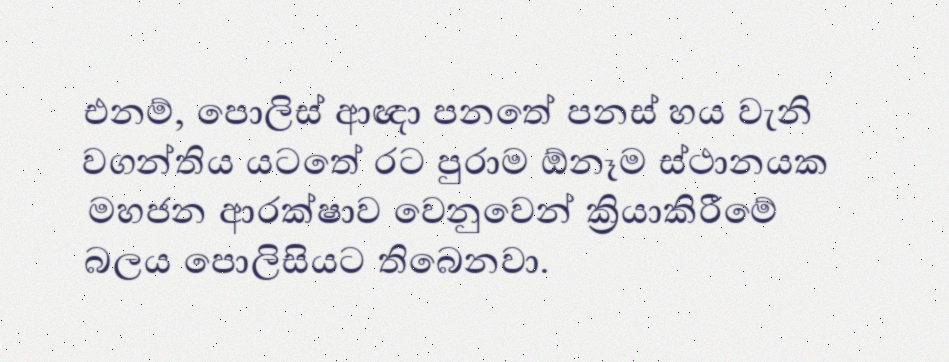 එනම්, පොලිස් ආඥා පනතේ පනස් හය වැනි
වගන්තිය යටතේ රට පුරාම ඕනෑම ස්ථානයක
මහජන ආරක්ෂාව වෙනුවෙන් ක්‍රියාකිරීමේ
බලය පොලිසියට තිබෙනවා.